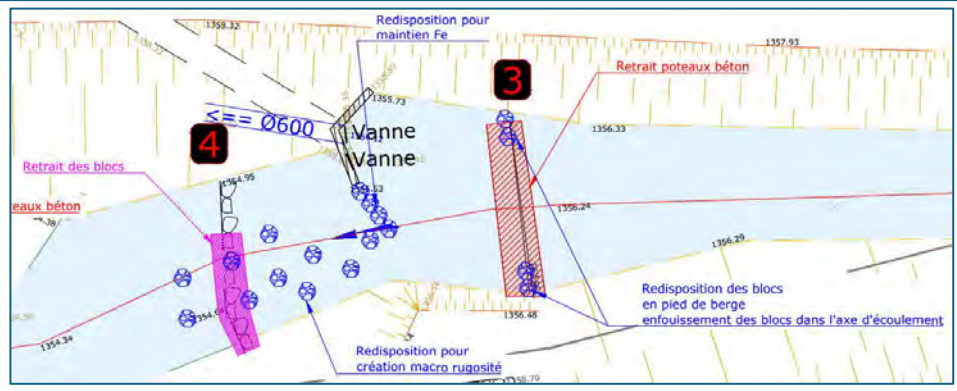 Redisposition pour
maintien Fe
1358.32
1357.93
3
Retrait poteaux béton
1355.73
<== Ø600
Vanne
Vanne
1356.33
4
Retrait des blocs
1354.95
eaux béton
1356.24
1356.29
1356.48
Redisposition des blocs
en pied de berge
enfouissement des blocs dans l'axe d'écoulement
1354.34
Redisposition pour
création macro rugosité